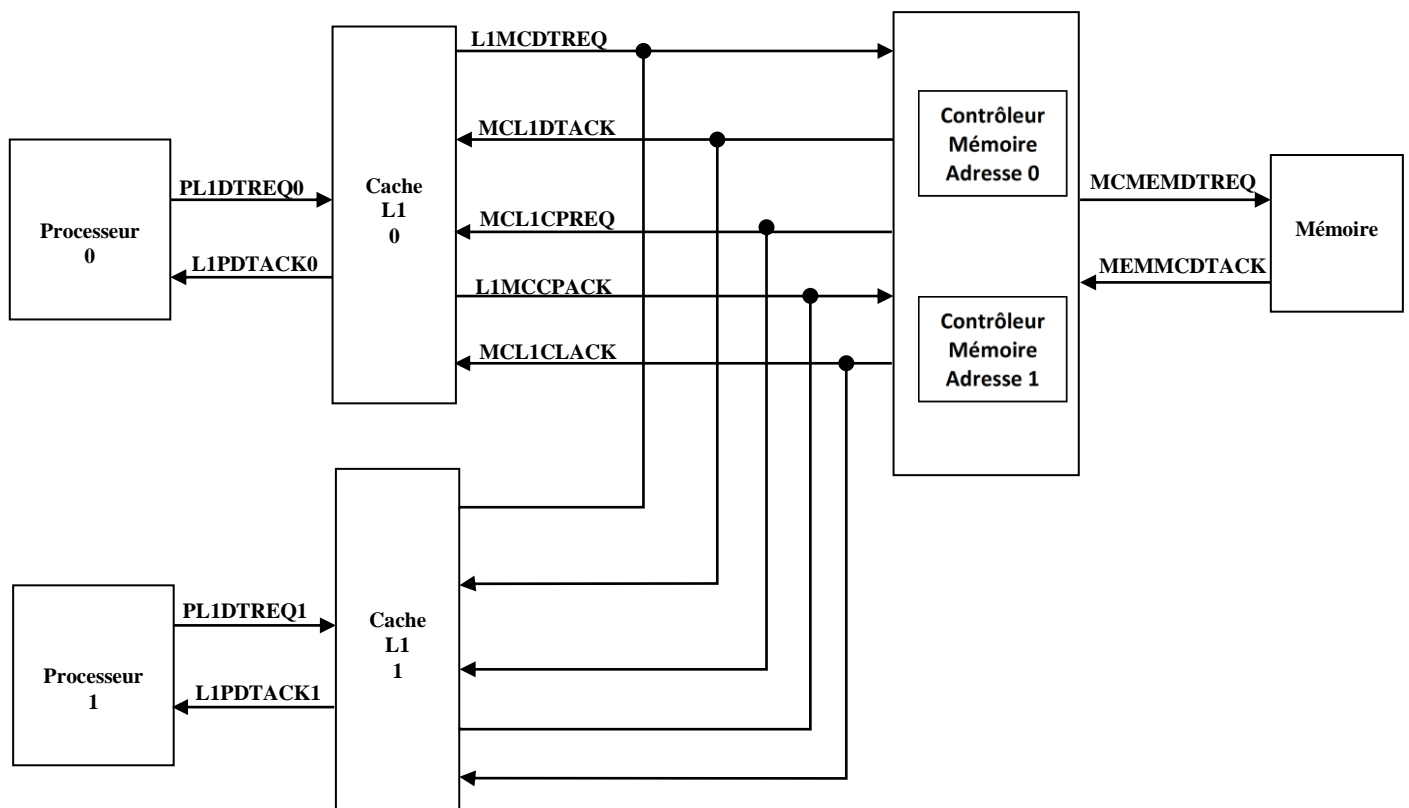 L1MCDTREQ
MCL1DTACK
MCL1CPREQ
L1MCCPACK
MCL1CLACK
Processeur
0
PL1DTREQ0
L1PDTACK0
Cache
L1
0
Contrôleur
Mémoire
Adresse 0
Contrôleur
Mémoire
Adresse 1
MCMEMDTREQ
MEMMCDTACK
Mémoire
Processeur
1
PL1DTREQ1
L1PDTACK1
Cache
L1
1